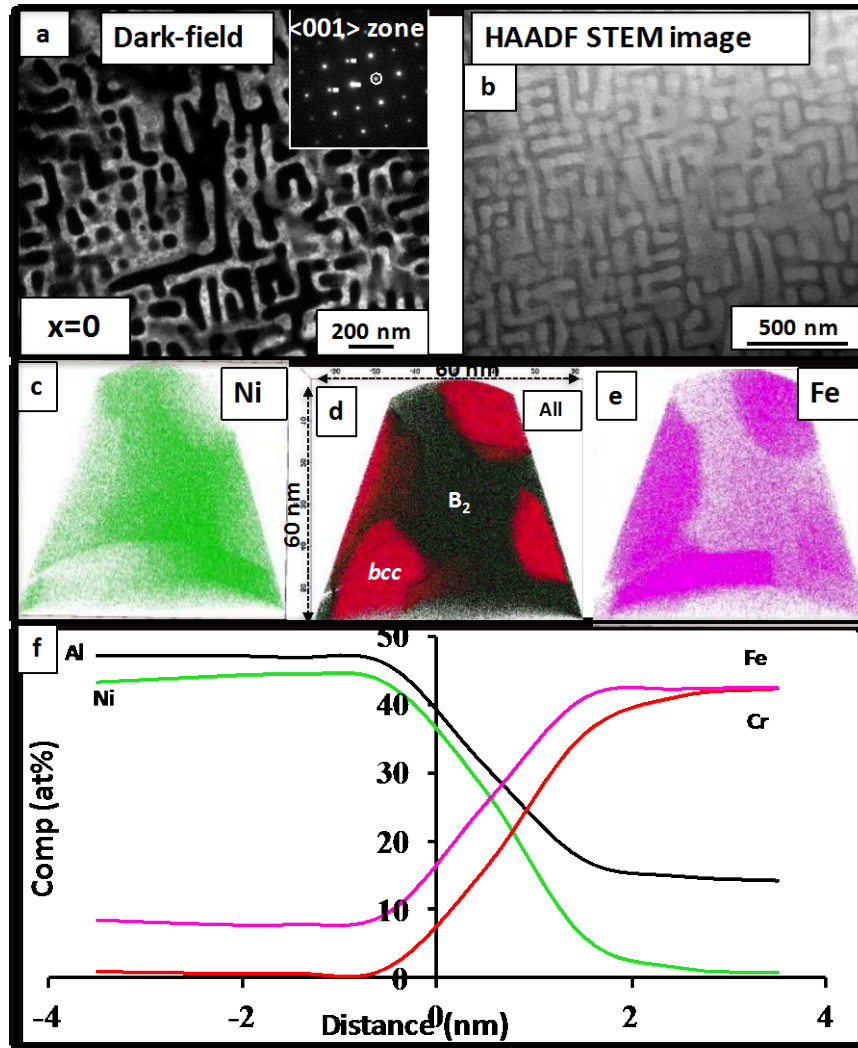 a
Dark-field
<001> zone
HAADF STEM image
b
x=0
200 nm
500 nm
60 nm
c
Ni
d
All
e
Fe
60 nm
B2
bcc
f
50
Al
Fe
Ni
40
Cr
30
20
10
0
Comp (at%)
-4
-2
0
2
4
Distance (nm)